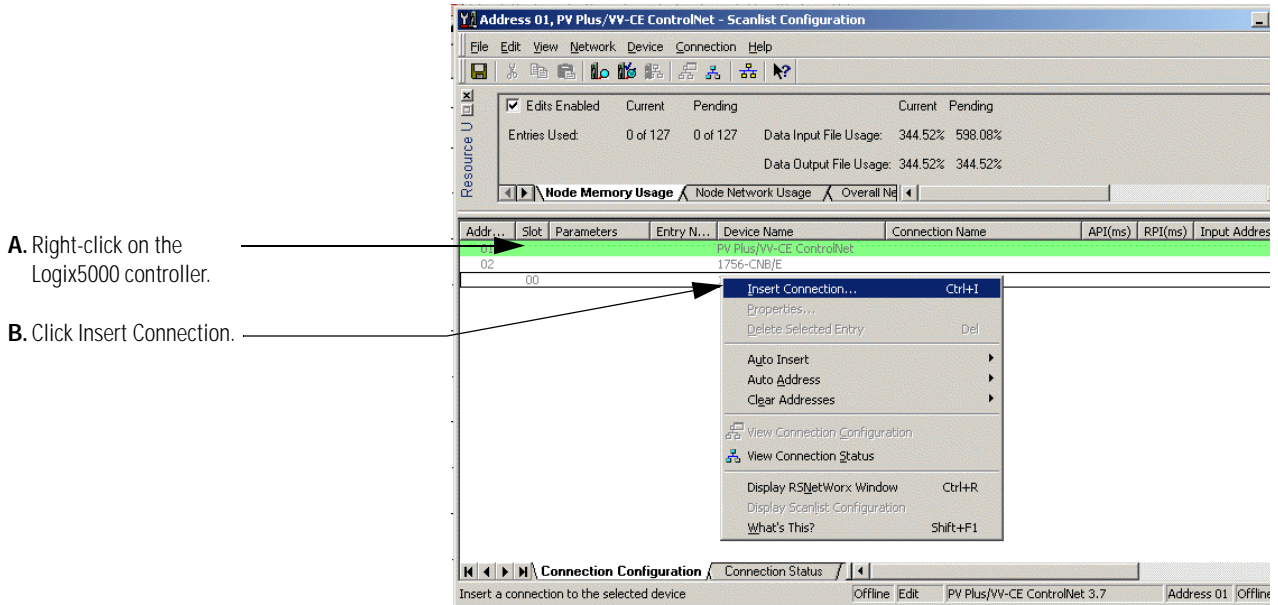 Address 01, PV Plus/VV-CE ControlNet - Scanlist Configuration
File Edit View Network Device Connection Help
Resource U
Edits Enabled Current Pending Current Pending
Entries Used: 0 of 127 0 of 127 Data Input File Usage: 344.52% 598.08%
Data Output File Usage: 344.52% 344.52%
Node Memory Usage Node Network Usage Overall Ne
Addr... Slot Parameters Entry N... Device Name Connection Name API(ms) RPI(ms) Input Addres
01 PV Plus/VV-CE ControlNet
02 1756-CNB/E
00
A. Right-click on the
Logix5000 controller.
B. Click Insert Connection.
Insert Connection... Ctrl+I
Properties...
Delete Selected Entry Del
Auto Insert
Auto Address
Clear Addresses
View Connection Configuration
View Connection Status
Display RSNetWorx Window Ctrl+R
Display Scanlist Configuration
What's This? Shift+F1
Connection Configuration Connection Status
Insert a connection to the selected device Offline Edit PV Plus/VV-CE ControlNet 3.7 Address 01 Offline